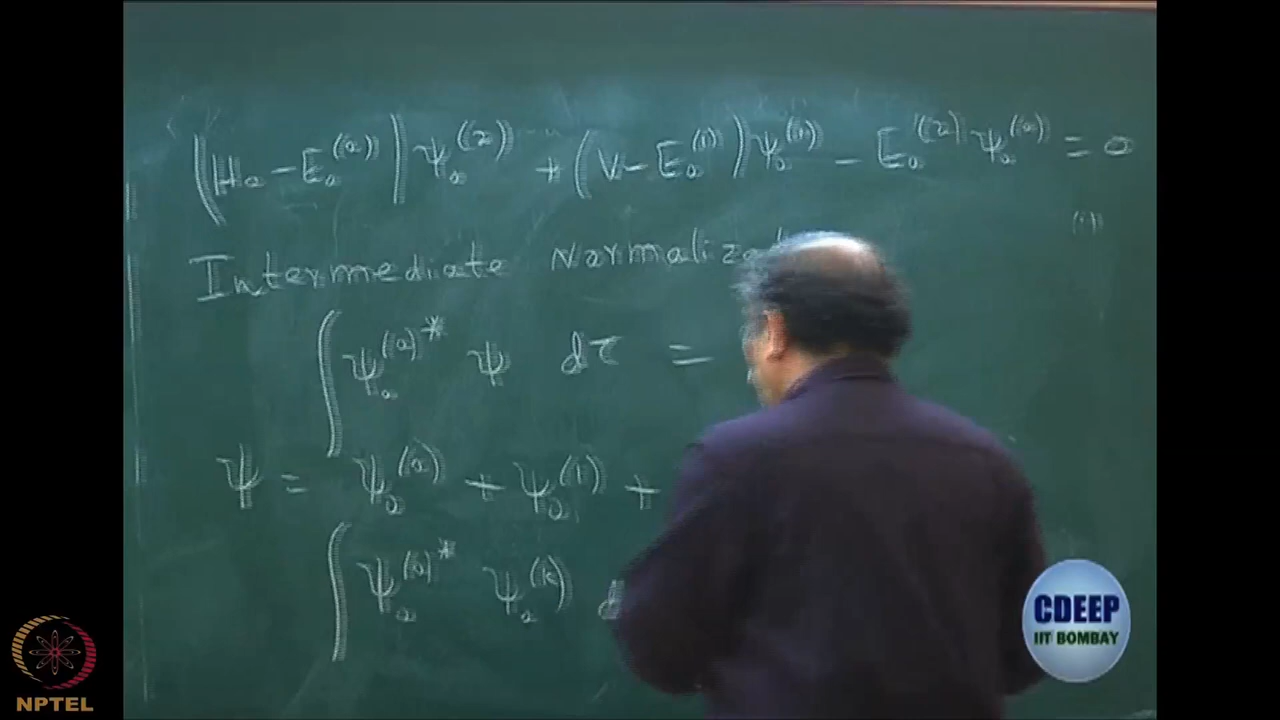 (H₀ - E₀⁽⁰⁾) ψ₀⁽²⁾ + (V - E₀⁽¹⁾) ψ₀⁽¹⁾ - E₀⁽²⁾ ψ₀⁽⁰⁾ = 0
(1)
Intermediate
∫ ψ₀⁽⁰⁾* ψ dτ =
ψ = ψ₀⁽⁰⁾ + ψ₀⁽¹⁾ +
∫ ψ₀⁽⁰⁾* ψ₀⁽ᵏ⁾ d
CDEEP
IIT BOMBAY
NPTEL